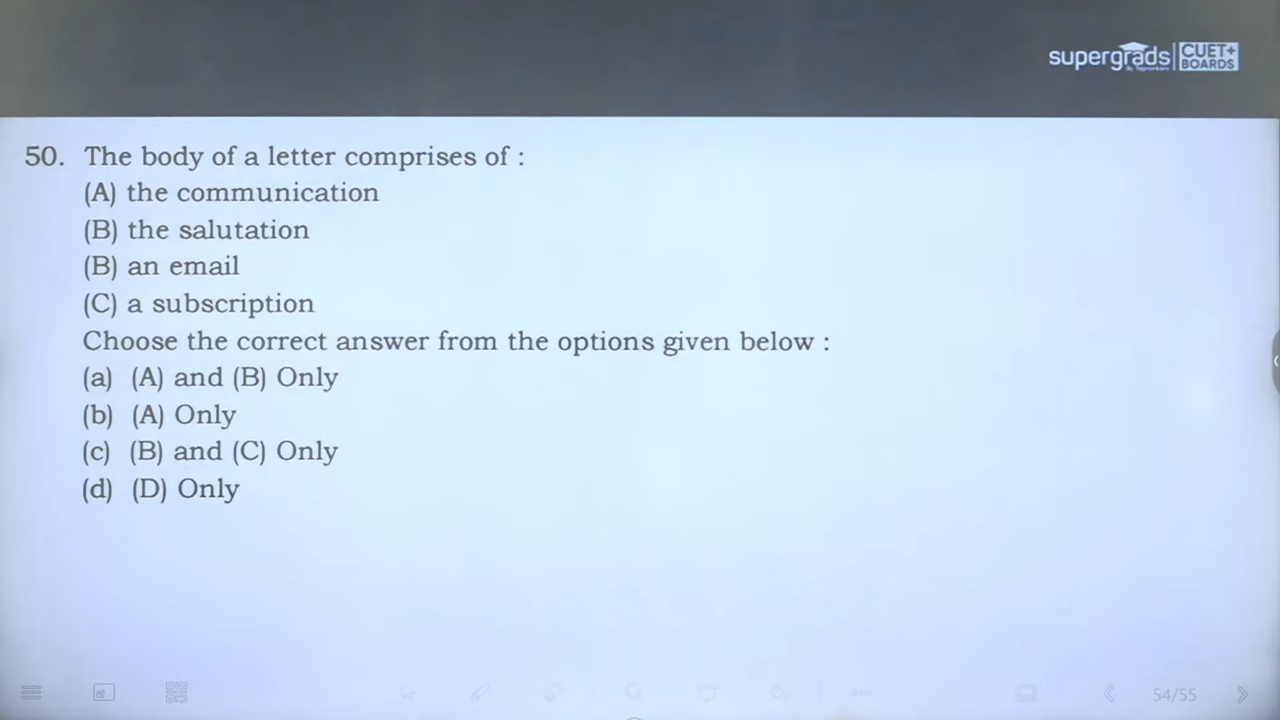 supergrads CUET+
BOARDS
50. The body of a letter comprises of :
(A) the communication
(B) the salutation
(B) an email
(C) a subscription
Choose the correct answer from the options given below :
(a) (A) and (B) Only
(b) (A) Only
(c) (B) and (C) Only
(d) (D) Only
54/55